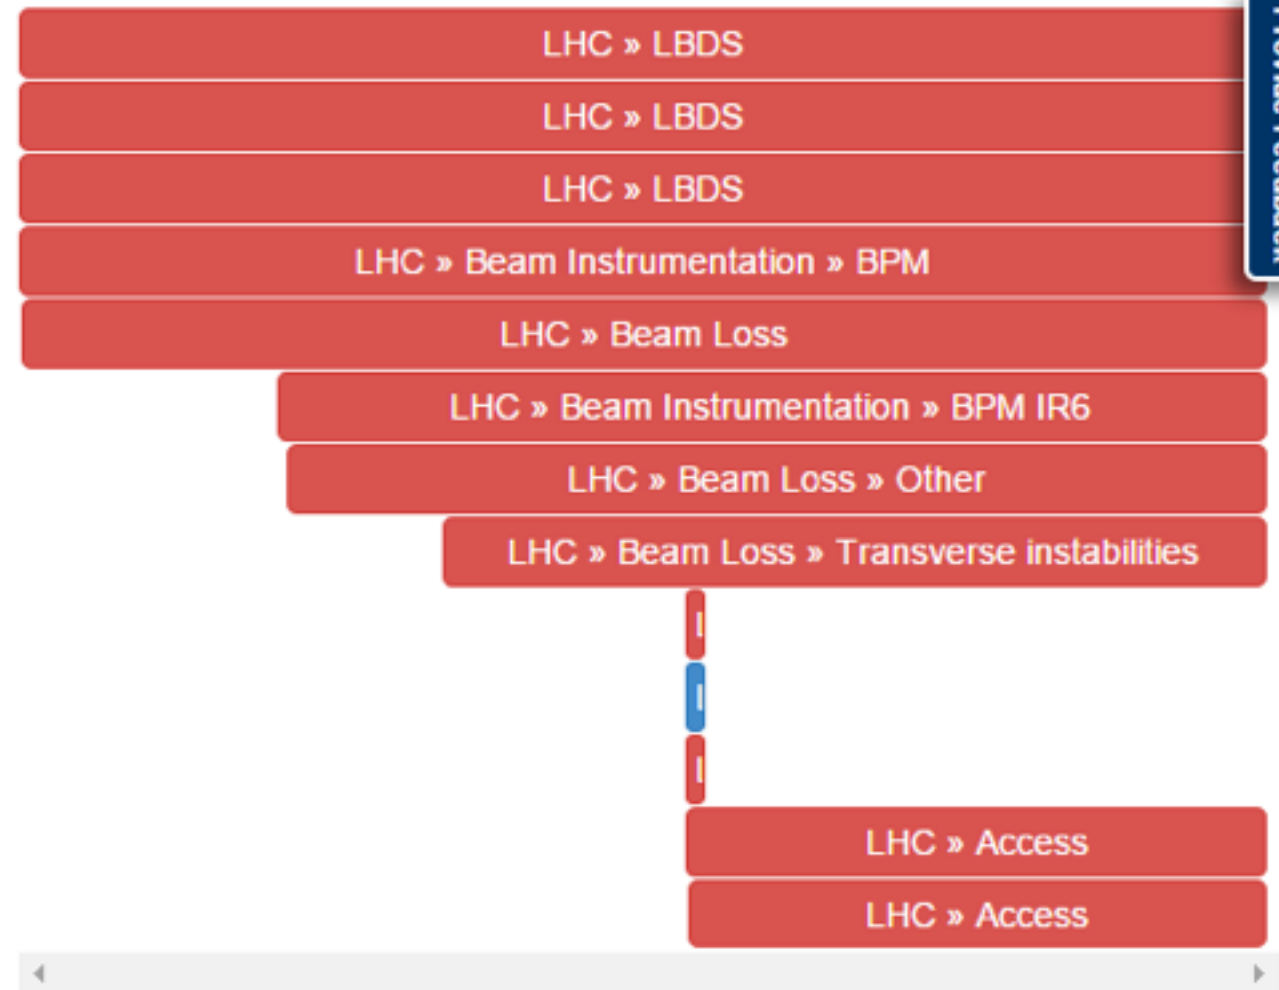 LHC » LBDS
LHC » LBDS
LHC » LBDS
LHC » Beam Instrumentation » BPM
LHC » Beam Loss
LHC » Beam Instrumentation » BPM IR6
LHC » Beam Loss » Other
LHC » Beam Loss » Transverse instabilities
LHC » Access
LHC » Access